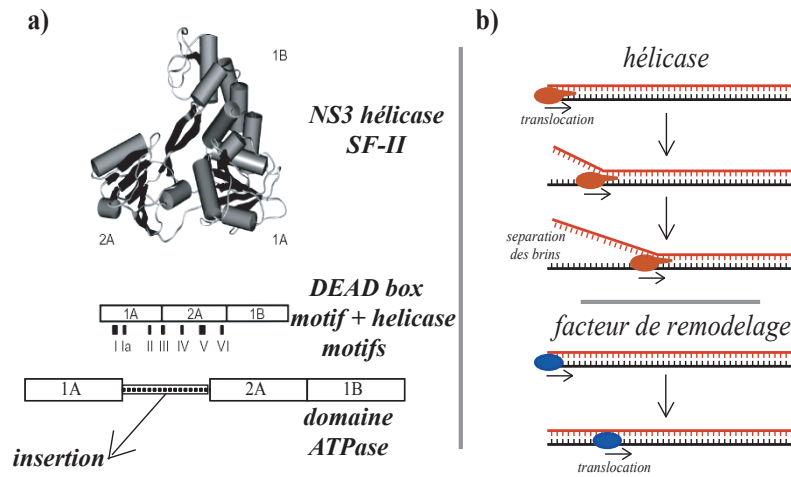 a)
1B
NS3 hélicase
SF-II
2A
1A
1A 2A 1B
I Ia II III IV V VI
DEAD box
motif + helicase
motifs
1A 2A 1B
domaine
ATPase
insertion
b)
hélicase
translocation
separation
des brins
facteur de remodelage
translocation